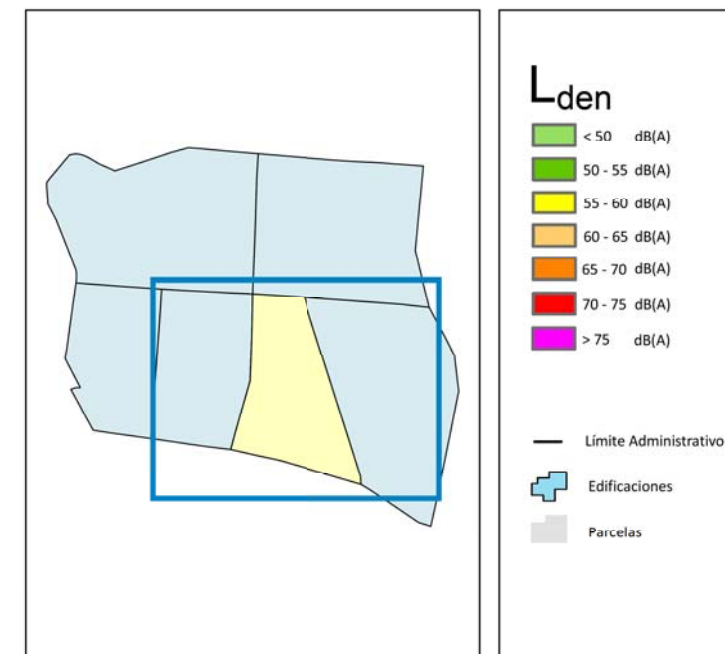 Lden
< 50 dB(A)
50 - 55 dB(A)
55 - 60 dB(A)
60 - 65 dB(A)
65 - 70 dB(A)
70 - 75 dB(A)
> 75 dB(A)
Límite Administrativo
Edificaciones
Parcelas